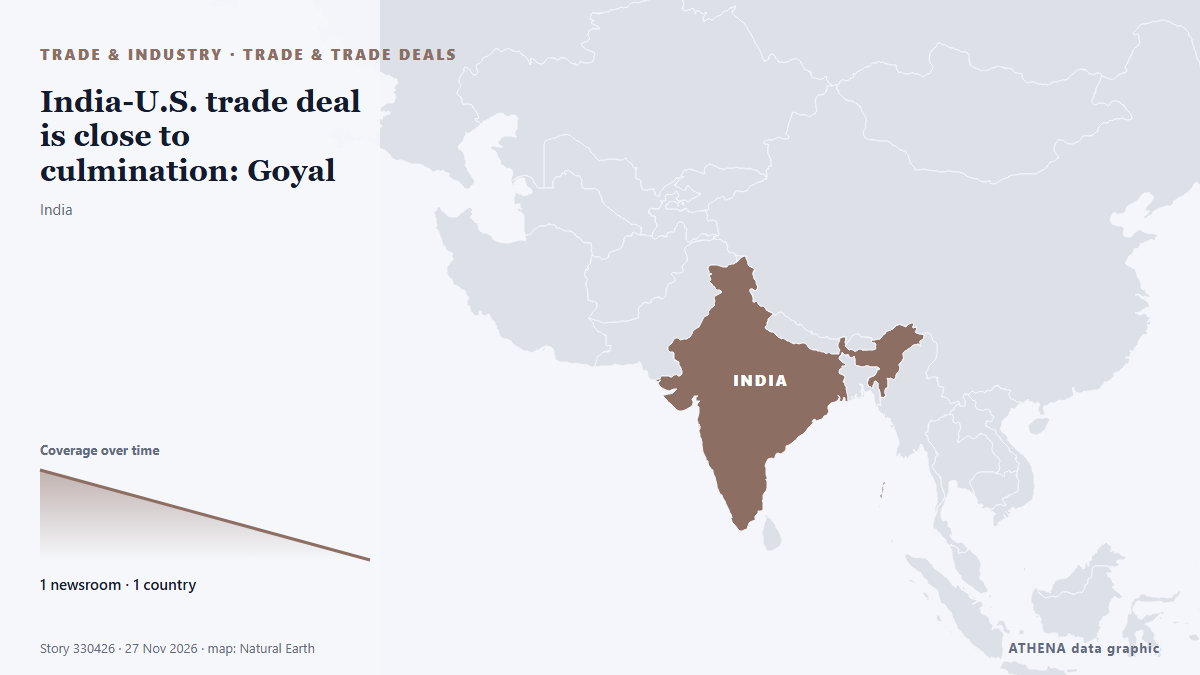 TRADE & INDUSTRY · TRADE & TRADE DEALS
India-U.S. trade deal
is close to
culmination: Goyal
India
INDIA
Coverage over time
1 newsroom · 1 country
Story 330426 · 27 Nov 2026 · map: Natural Earth
ATHENA data graphic